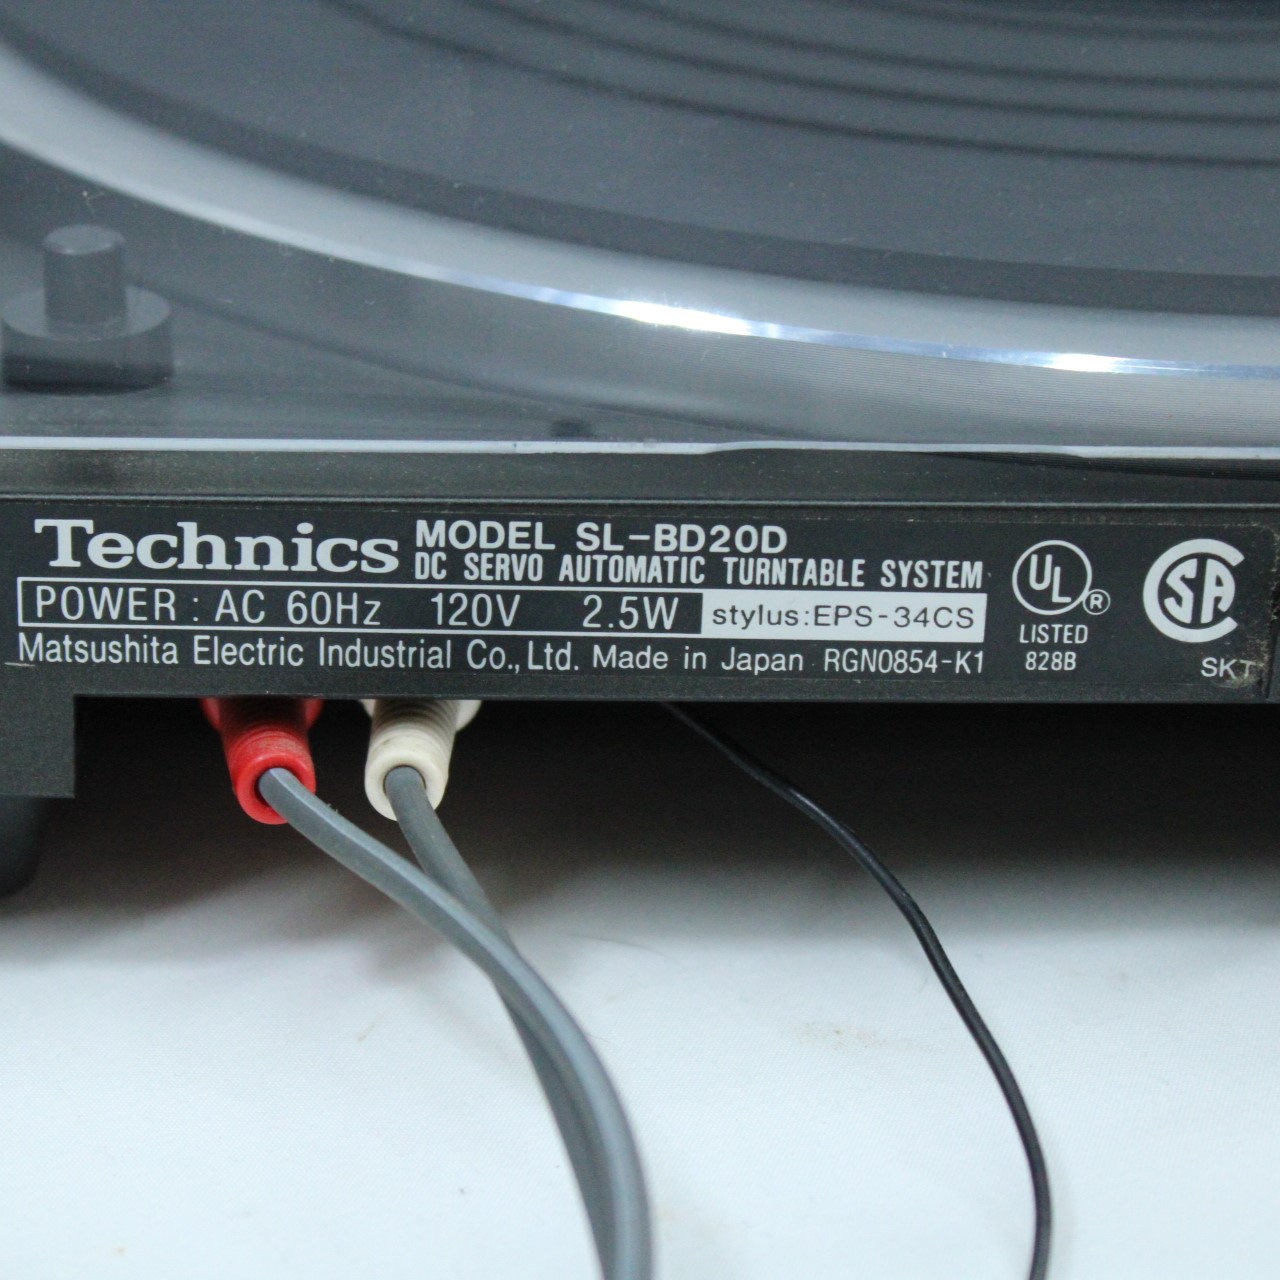 Technics MODEL SL-BD20D
DC SERVO AUTOMATIC TURNTABLE SYSTEM
POWER : AC 60Hz 120V 2.5W stylus:EPS-34CS
Matsushita Electric Industrial Co., Ltd. Made in Japan RGN0854-K1
UL ®
LISTED
828B
SA
SKT